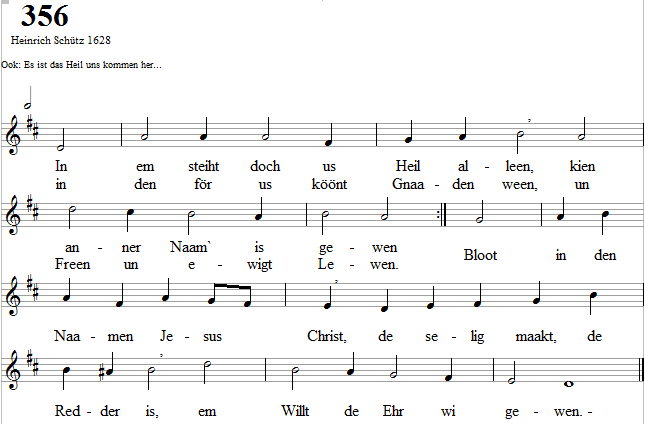 356
Heinrich Schütz 1628
Ook: Es ist das Heil uns kommen her...
In em steiht doch us Heil al - leen, kien
in den för us köönt Gnaa - den ween, un
an - ner Naam` is ge - wen
Freen un e - wigt Le - wen.
Bloot in den
Naa - men Je - sus Christ, de se - lig maakt, de
Red - der is, em Willt de Ehr wi ge - wen. -